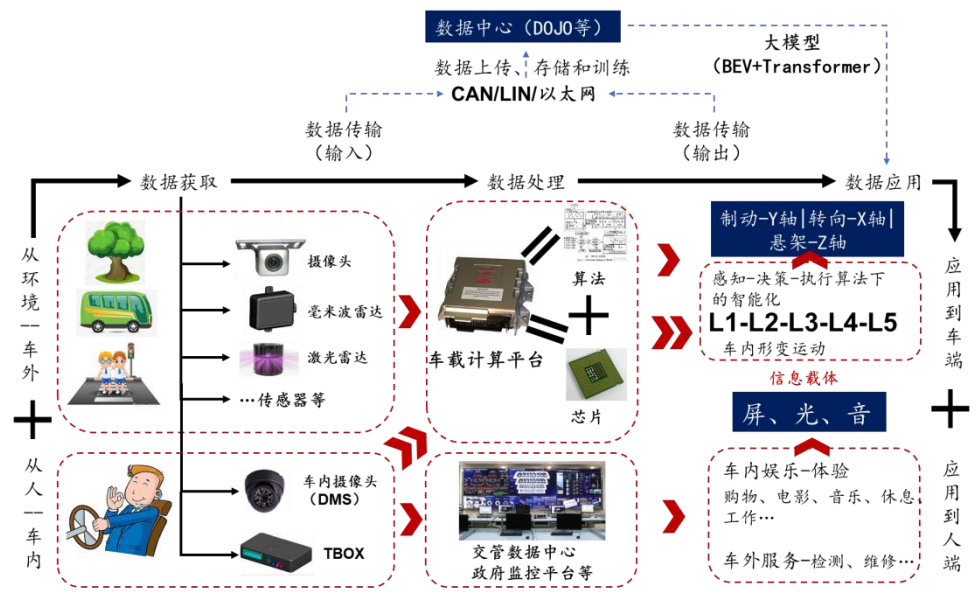 数据中心（DOJO等）
大模型
（BEV+Transformer）
数据上传、存储和训练
CAN/LIN/以太网
数据传输
（输入）
数据传输
（输出）
数据获取
数据处理
数据应用
从环境--车外
摄像头
毫米波雷达
激光雷达
…传感器等
车载计算平台
算法
芯片
制动-Y轴|转向-X轴|
悬架-Z轴
感知-决策-执行算法下
的智能化
L1-L2-L3-L4-L5
车内形变运动
信息载体
屏、光、音
应用到车端
从人--车内
车内摄像头
（DMS）
TBOX
交管数据中心
政府监控平台等
车内娱乐-体验
购物、电影、音乐、休息
工作…
车外服务-检测、维修…
应用到人端